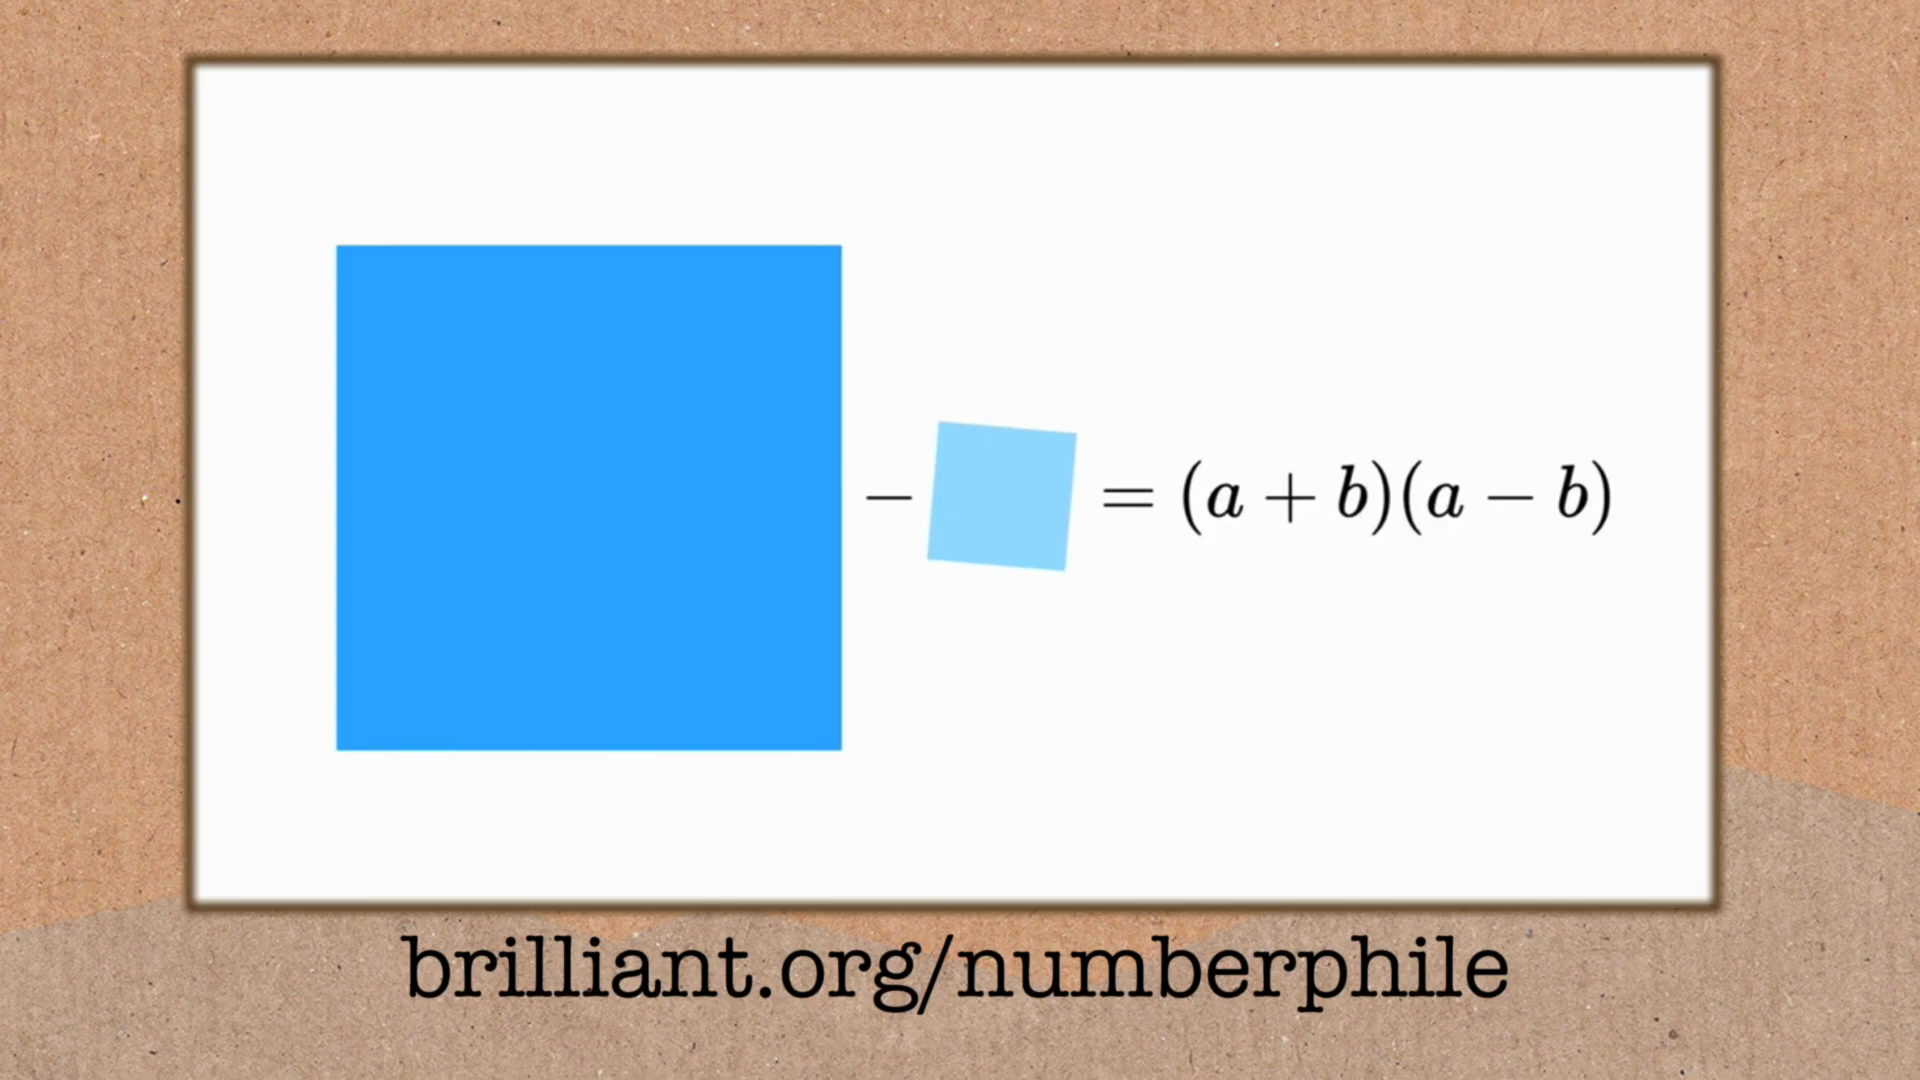 − = (a + b)(a − b)
brilliant.org/numberphile